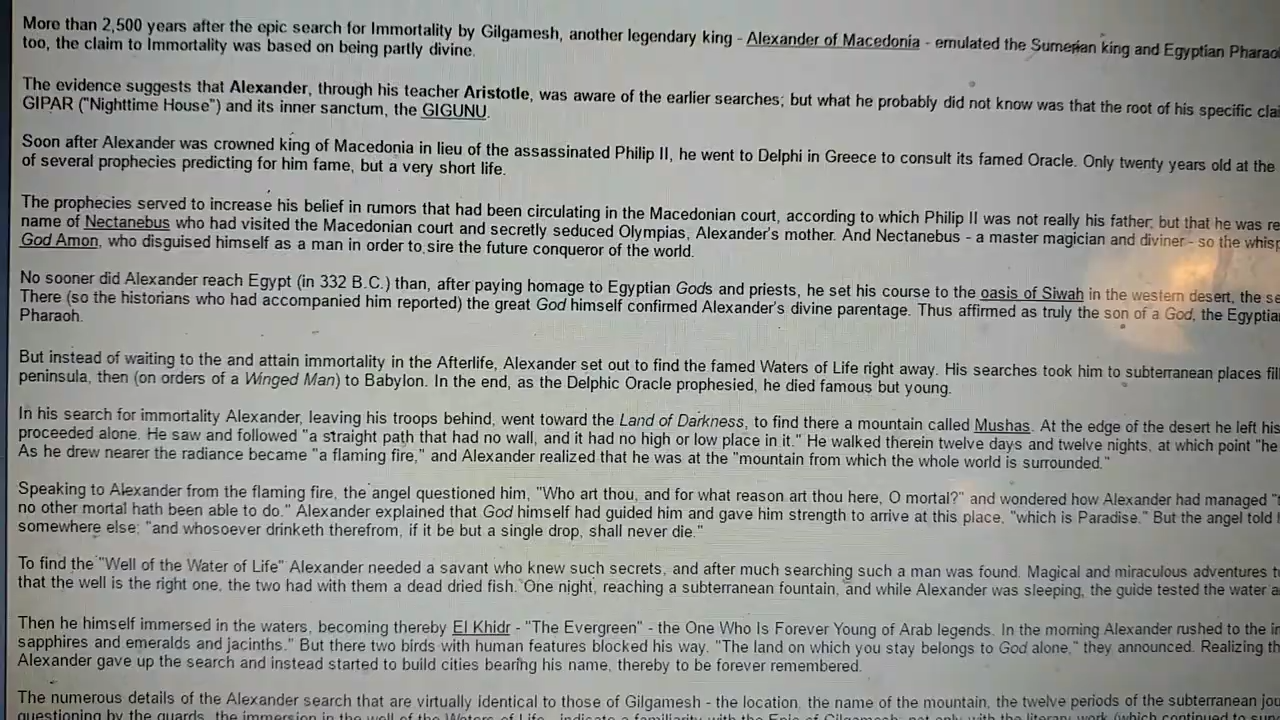 More than 2,500 years after the epic search for Immortality by Gilgamesh, another legendary king - Alexander of Macedonia - emulated the Sumerian king and Egyptian
too, the claim to Immortality was based on being partly divine.
The evidence suggests that Alexander, through his teacher Aristotle, was aware of the earlier searches; but what he probably did not know was that the root of his specific
GIPAR ("Nighttime House") and its inner sanctum, the GIGUNU.
Soon after Alexander was crowned king of Macedonia in lieu of the assassinated Philip II, he went to Delphi in Greece to consult its famed Oracle. Only twenty years old at the
of several prophecies predicting for him fame, but a very short life.
The prophecies served to increase his belief in rumors that had been circulating in the Macedonian court, according to which Philip II was not really his father; but that he was
name of Nectanebus who had visited the Macedonian court and secretly seduced Olympias, Alexander's mother. And Nectanebus - a master magician and diviner - so the
God Amon, who disguised himself as a man in order to sire the future conqueror of the world.
No sooner did Alexander reach Egypt (in 332 B.C.) than, after paying homage to Egyptian Gods and priests, he set his course to the oasis of Siwah in the western desert, the
There (so the historians who had accompanied him reported) the great God himself confirmed Alexander's divine parentage. Thus affirmed as truly the son of a God, the
Pharaoh.
But instead of waiting to the and attain immortality in the Afterlife, Alexander set out to find the famed Waters of Life right away. His searches took him to subterranean places
peninsula, then (on orders of a Winged Man) to Babylon. In the end, as the Delphic Oracle prophesied, he died famous but young.
In his search for immortality Alexander, leaving his troops behind, went toward the Land of Darkness, to find there a mountain called Mushas. At the edge of the desert he left his
proceeded alone. He saw and followed "a straight path that had no wall, and it had no high or low place in it." He walked therein twelve days and twelve nights, at which point "he
As he drew nearer the radiance became "a flaming fire," and Alexander realized that he was at the "mountain from which the whole world is surrounded."
Speaking to Alexander from the flaming fire, the angel questioned him, "Who art thou, and for what reason art thou here, O mortal?" and wondered how Alexander had managed
no other mortal hath been able to do." Alexander explained that God himself had guided him and gave him strength to arrive at this place, "which is Paradise." But the angel told
somewhere else; "and whosoever drinketh therefrom, if it be but a single drop, shall never die."
To find the "Well of the Water of Life" Alexander needed a savant who knew such secrets, and after much searching such a man was found. Magical and miraculous adventures
that the well is the right one, the two had with them a dead dried fish. One night, reaching a subterranean fountain, and while Alexander was sleeping, the guide tested the water
Then he himself immersed in the waters, becoming thereby El Khidr - "The Evergreen" - the One Who Is Forever Young of Arab legends. In the morning Alexander rushed to the
sapphires and emeralds and jacinths." But there two birds with human features blocked his way. "The land on which you stay belongs to God alone," they announced. Realizing
Alexander gave up the search and instead started to build cities bearing his name, thereby to be forever remembered.
The numerous details of the Alexander search that are virtually identical to those of Gilgamesh - the location, the name of the mountain, the twelve periods of the subterranean
questioning by the guards, the immersion in the well of the Waters of Life - indicate a familiarity with the Epic of Gilgamesh; not only with the literary work (which continued to